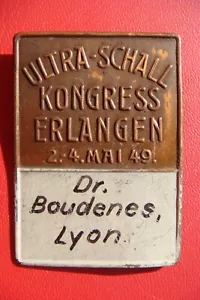 ULTRA-SCHALL
KONGRESS
ERLANGEN
2.-4. MAI 49.
Dr.
Boudenes,
Lyon